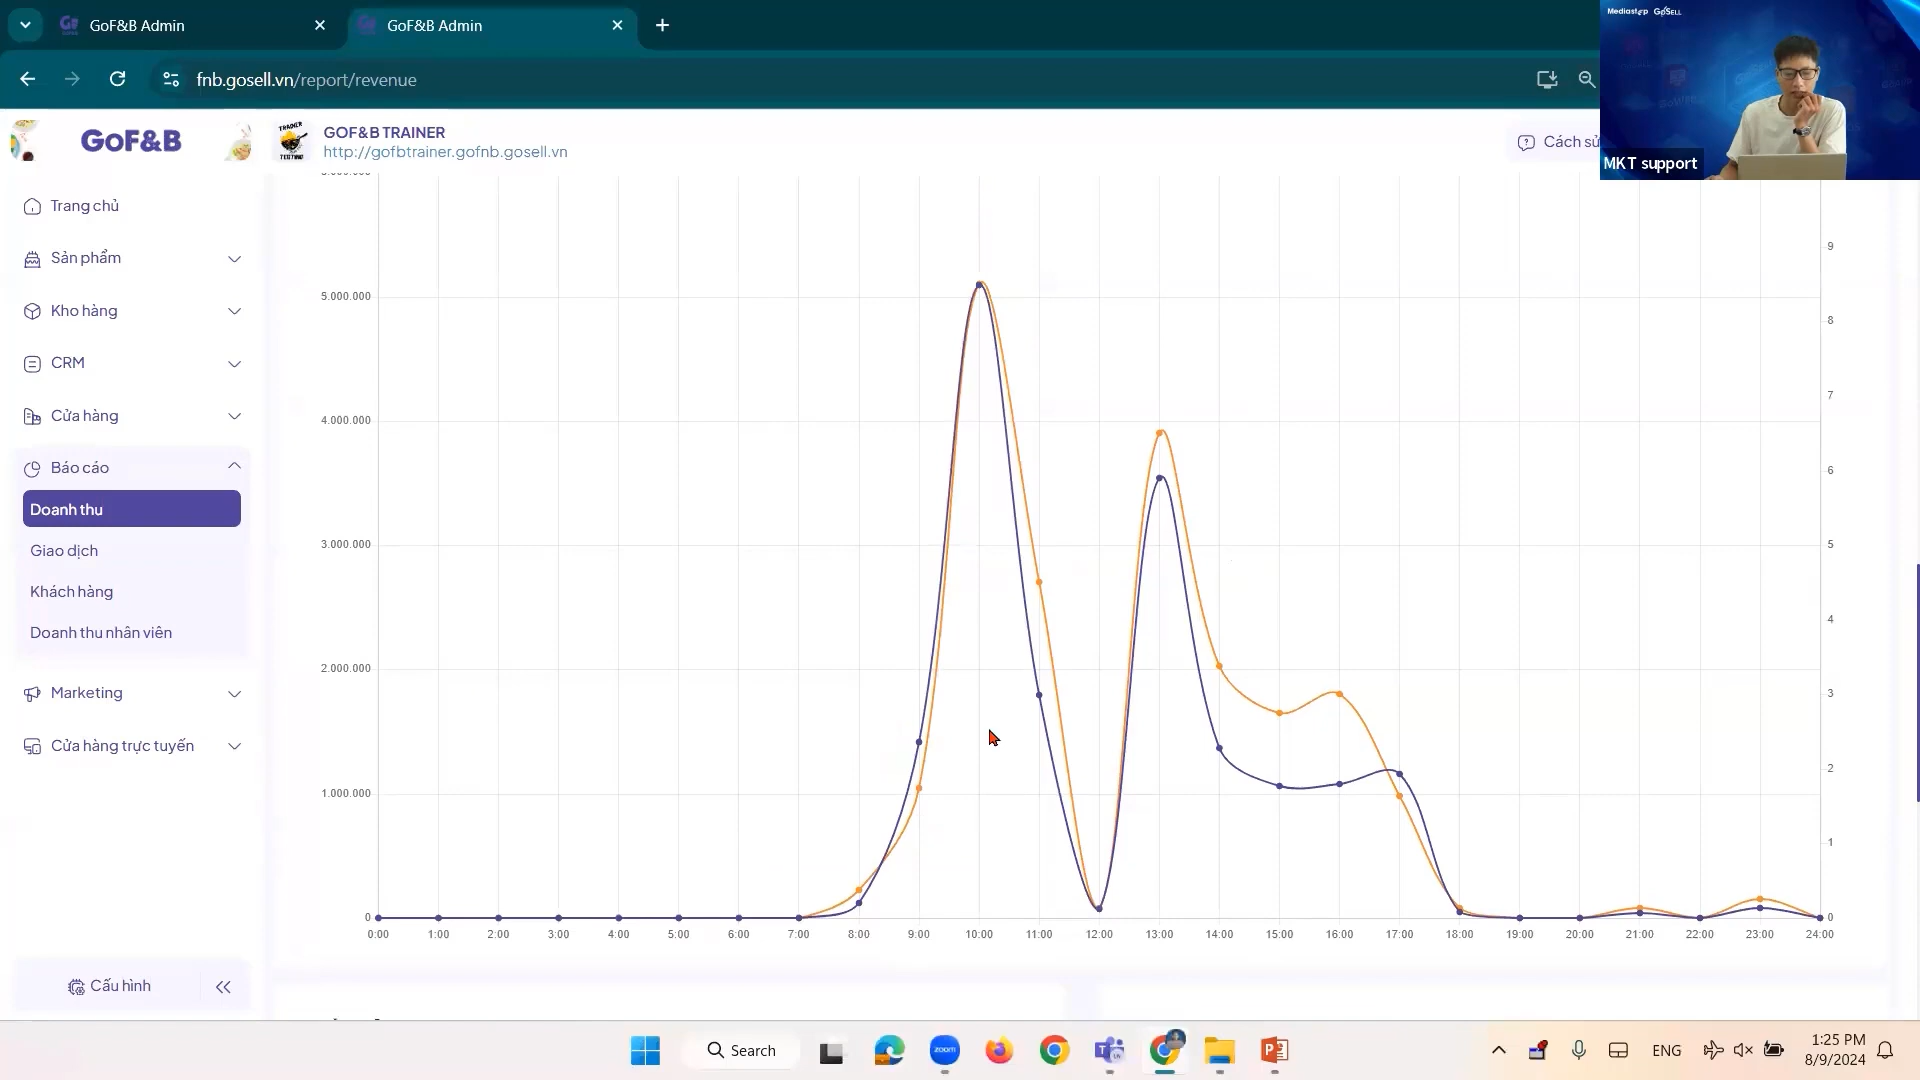 GoF&B Admin
GoF&B Admin
fnb.gosell.vn/report/revenue
Mediastep GoSELL
MKT support
GoF&B
GOF&B TRAINER
http://gofbtrainer.gofnb.gosell.vn
Cách sử
Trang chủ
Sản phẩm
Kho hàng
CRM
Cửa hàng
Báo cáo
Doanh thu
Giao dịch
Khách hàng
Doanh thu nhân viên
Marketing
Cửa hàng trực tuyến
Cấu hình
5.000.000
4.000.000
3.000.000
2.000.000
1.000.000
0
9
8
7
6
5
4
3
2
1
0
0:00 1:00 2:00 3:00 4:00 5:00 6:00 7:00 8:00 9:00 10:00 11:00 12:00 13:00 14:00 15:00 16:00 17:00 18:00 19:00 20:00 21:00 22:00 23:00 24:00
Search
zoom
ENG
1:25 PM
8/9/2024